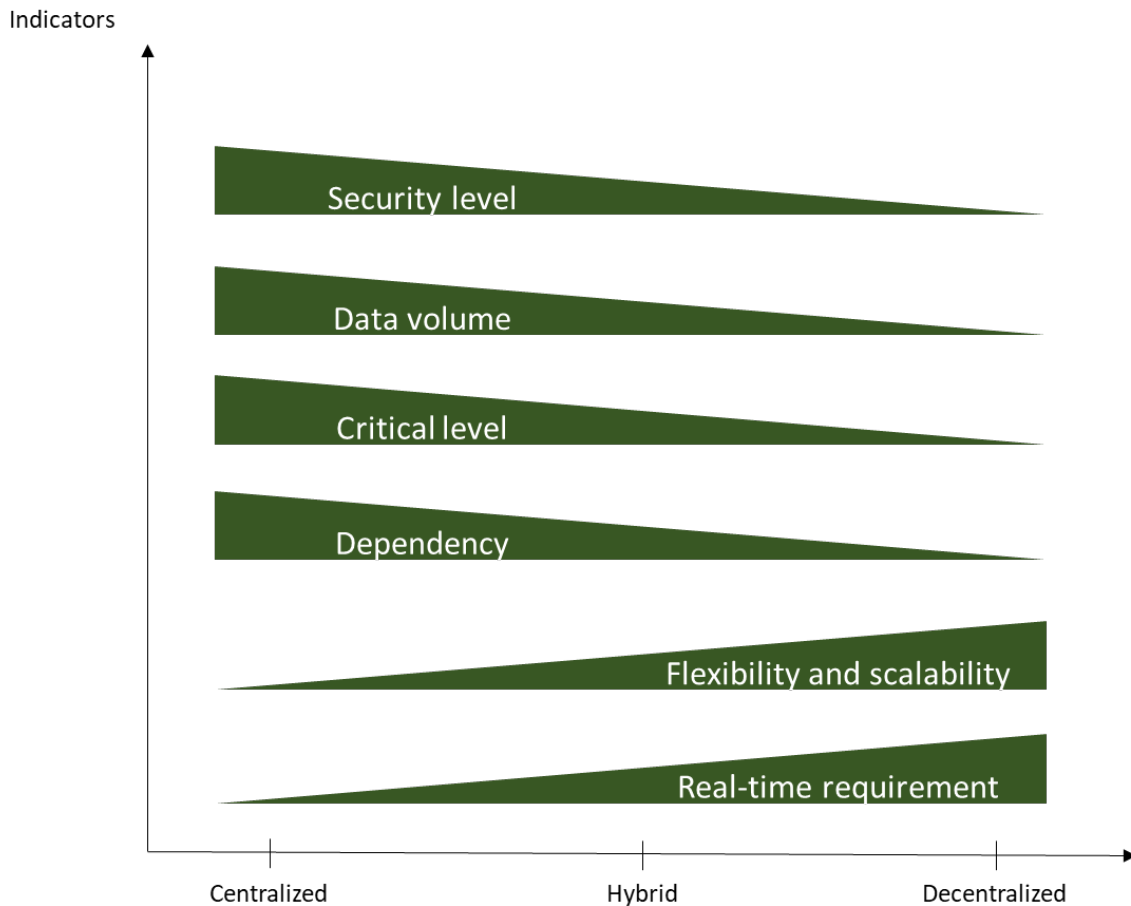 Indicators
Security level
Data volume
Critical level
Dependency
Flexibility and scalability
Real-time requirement
Centralized
Hybrid
Decentralized